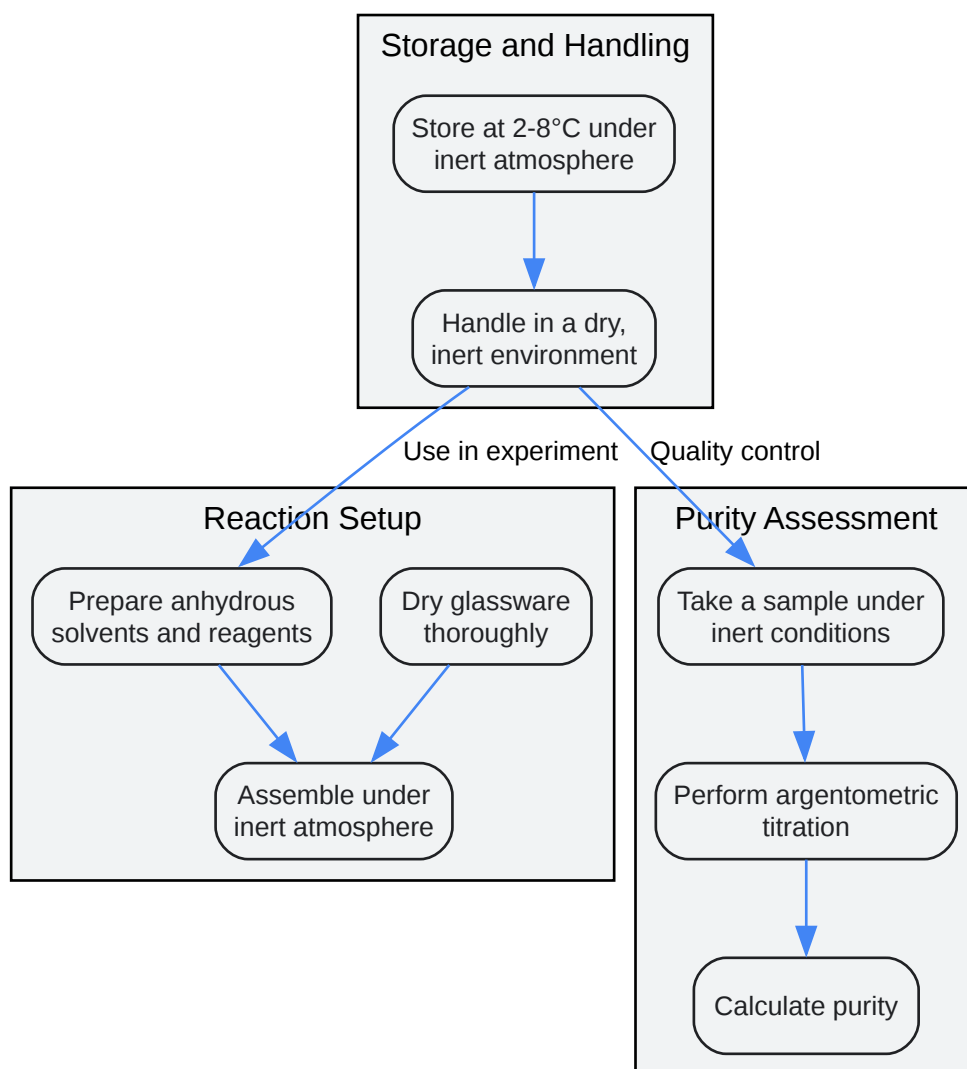 Storage and Handling
Store at 2-8°C under
inert atmosphere
Handle in a dry,
inert environment
Use in experiment
Quality control
Reaction Setup
Prepare anhydrous
solvents and reagents
Dry glassware
thoroughly
Assemble under
inert atmosphere
Purity Assessment
Take a sample under
inert conditions
Perform argentometric
titration
Calculate purity